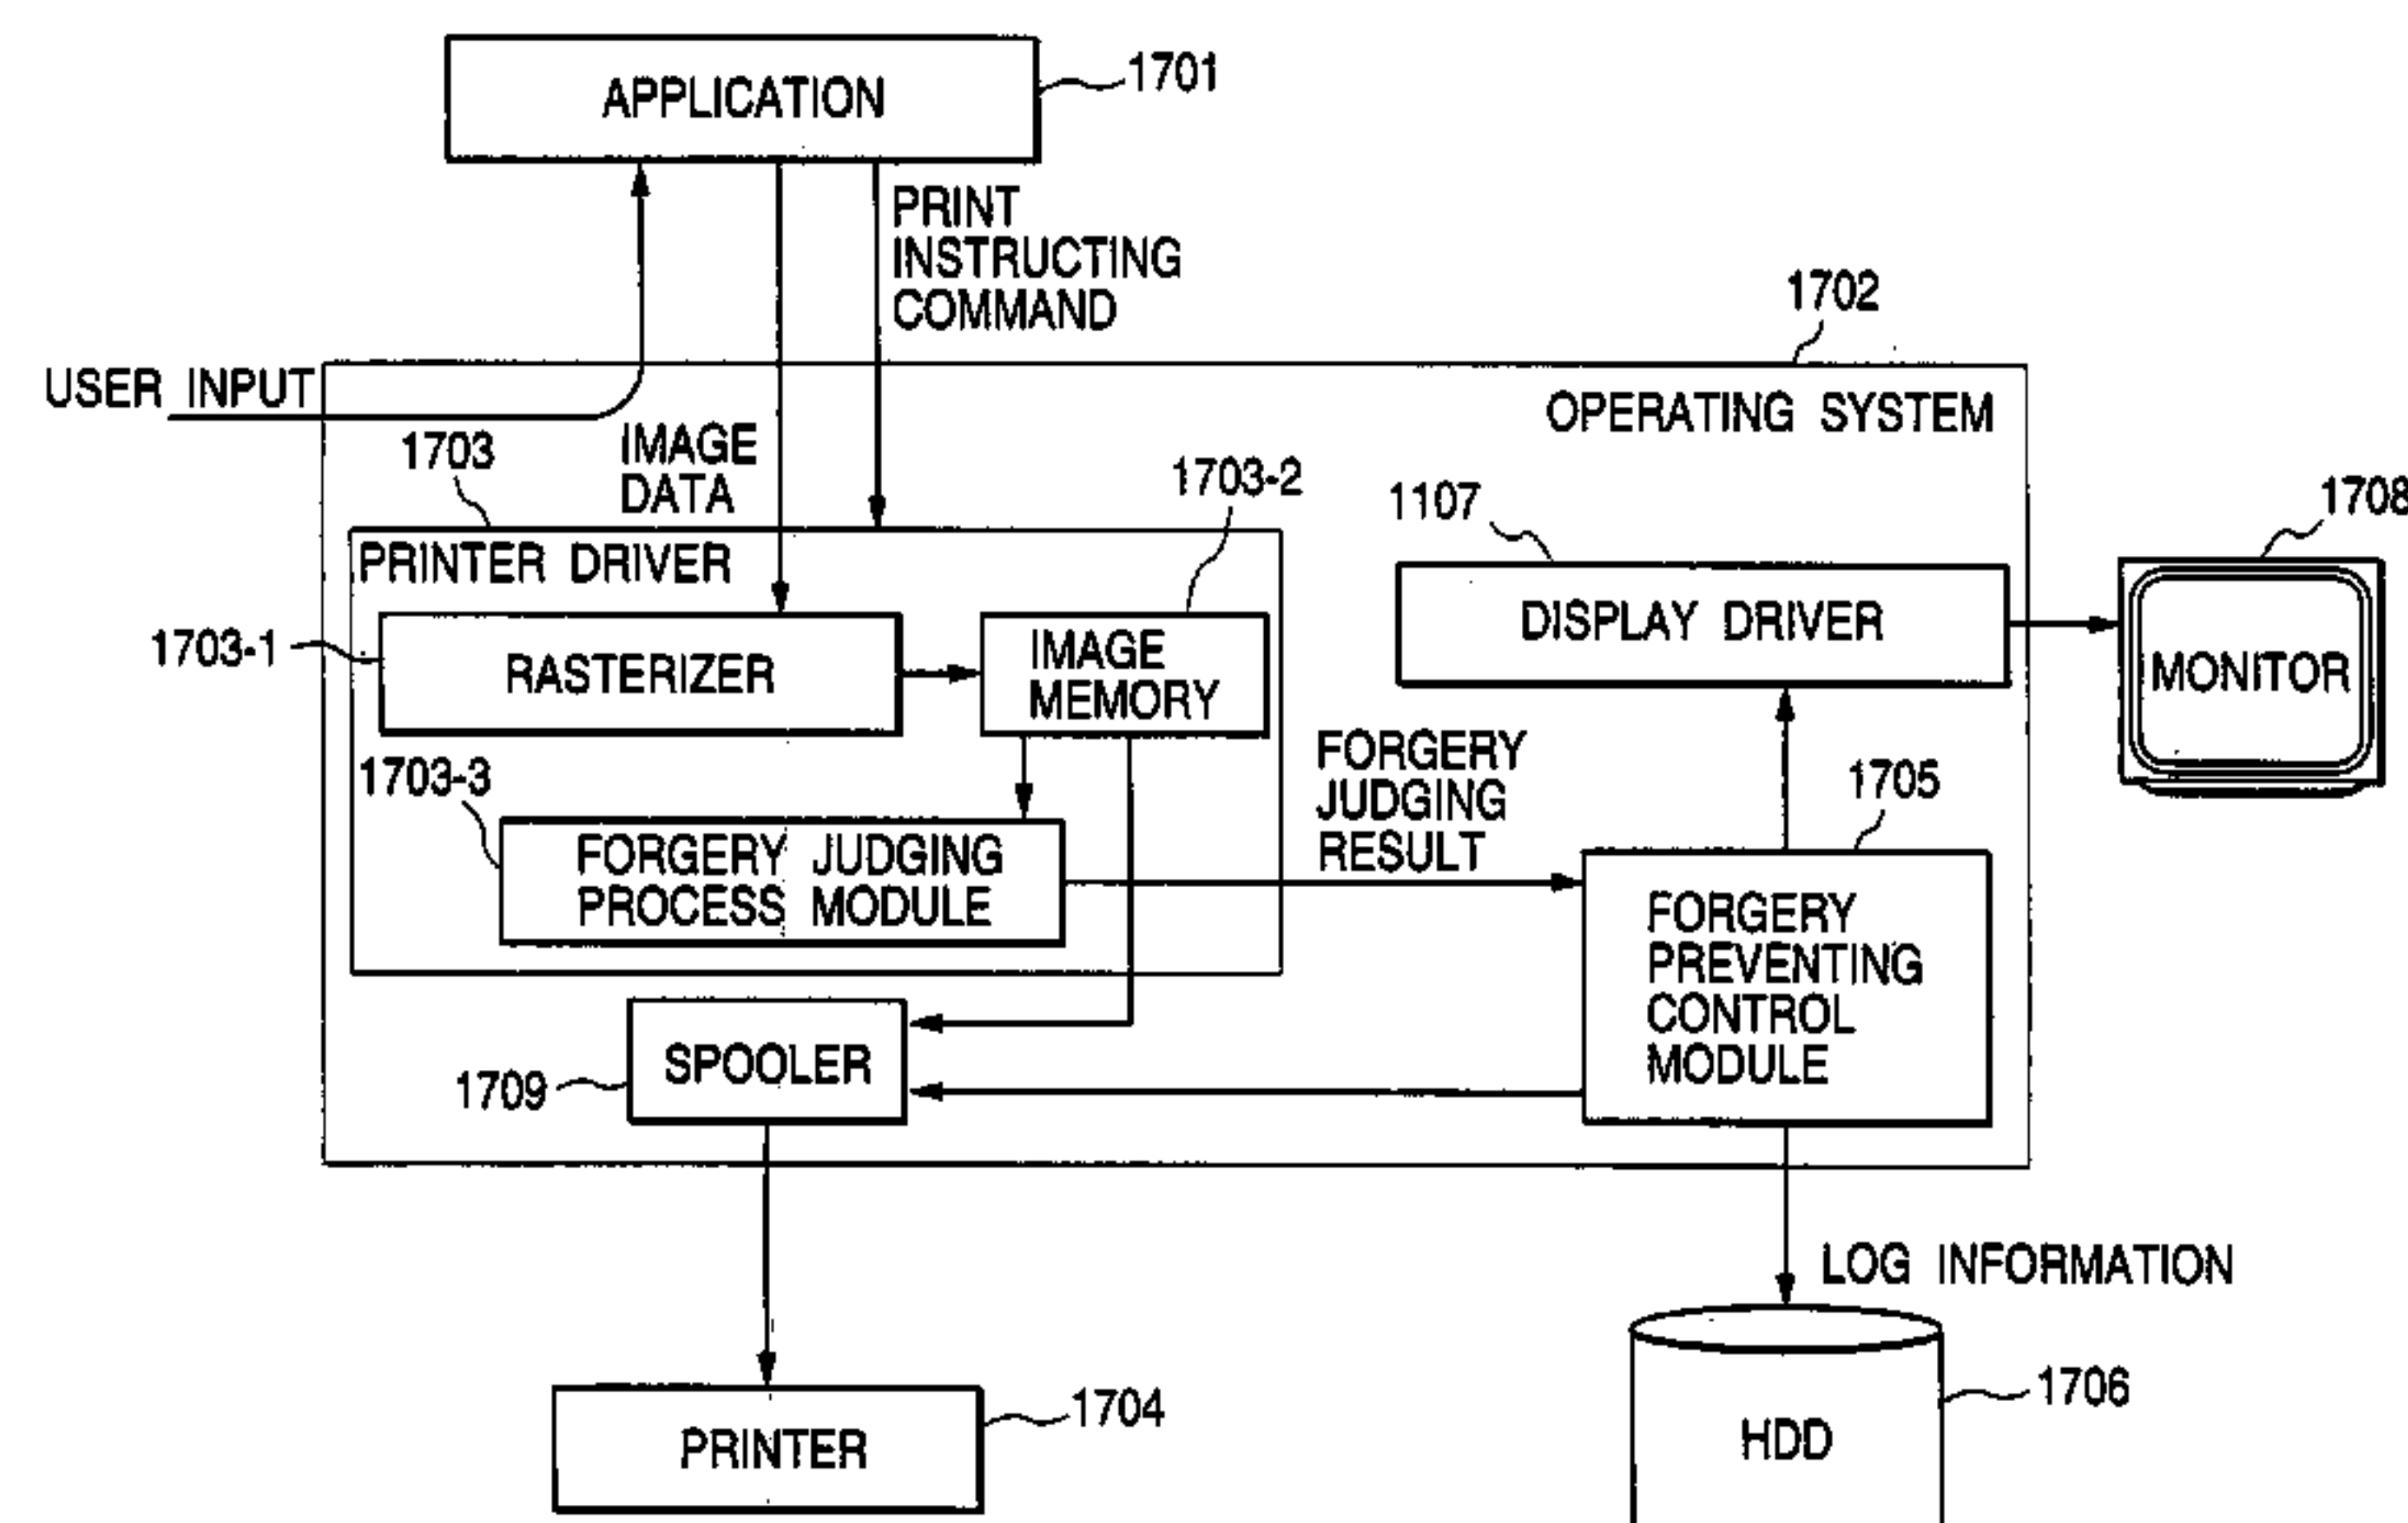 APPLICATION
1701
PRINT
INSTRUCTING
COMMAND
1702
USER INPUT
OPERATING SYSTEM
1703
IMAGE
DATA
1703-2
1107
1708
PRINTER DRIVER
1703-1
RASTERIZER
IMAGE
MEMORY
DISPLAY DRIVER
MONITOR
1703-3
FORGERY
JUDGING
RESULT
1705
FORGERY JUDGING
PROCESS MODULE
FORGERY
PREVENTING
CONTROL
MODULE
SPOOLER
1709
LOG INFORMATION
PRINTER
1704
HDD
1706